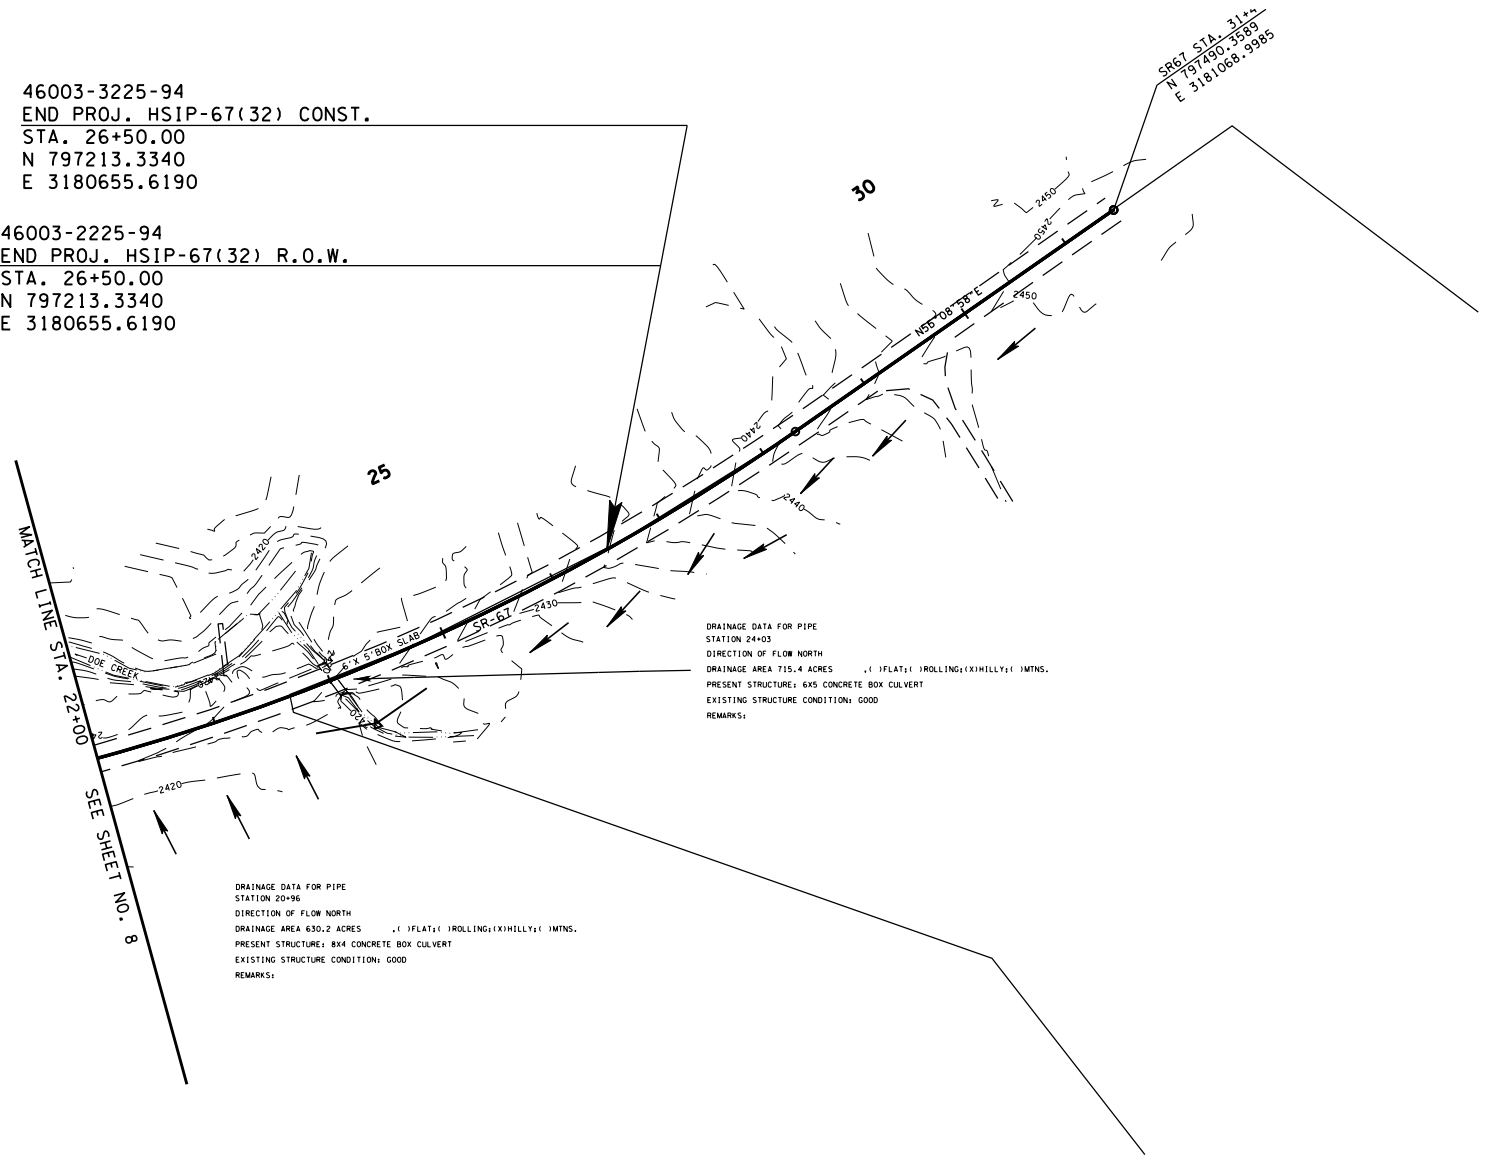 46003-3225-94
END PROJ. HSIP-67(32) CONST.
STA. 26+50.00
N 797213.3340
E 3180655.6190
46003-2225-94
END PROJ. HSIP-67(32) R.O.W.
STA. 26+50.00
N 797213.3340
E 3180655.6190
SR67 STA. 31+4
N 797490.3589
E 3181068.9985
30
25
2450
2450
2450
N56°08'58"E
2440
2440
2420
2430
SR-67
6'X 5'BOX SLAB
DOE CREEK
2420
2420
2420
2420
MATCH LINE STA. 22+00
SEE SHEET NO. 8
DRAINAGE DATA FOR PIPE
STATION 24+03
DIRECTION OF FLOW NORTH
DRAINAGE AREA 715.4 ACRES ,( )FLAT;( )ROLLING;(X)HILLY;( )MTNS.
PRESENT STRUCTURE: 6X5 CONCRETE BOX CULVERT
EXISTING STRUCTURE CONDITION: GOOD
REMARKS:
DRAINAGE DATA FOR PIPE
STATION 20+96
DIRECTION OF FLOW NORTH
DRAINAGE AREA 630.2 ACRES ,( )FLAT;( )ROLLING;(X)HILLY;( )MTNS.
PRESENT STRUCTURE: 8X4 CONCRETE BOX CULVERT
EXISTING STRUCTURE CONDITION: GOOD
REMARKS: